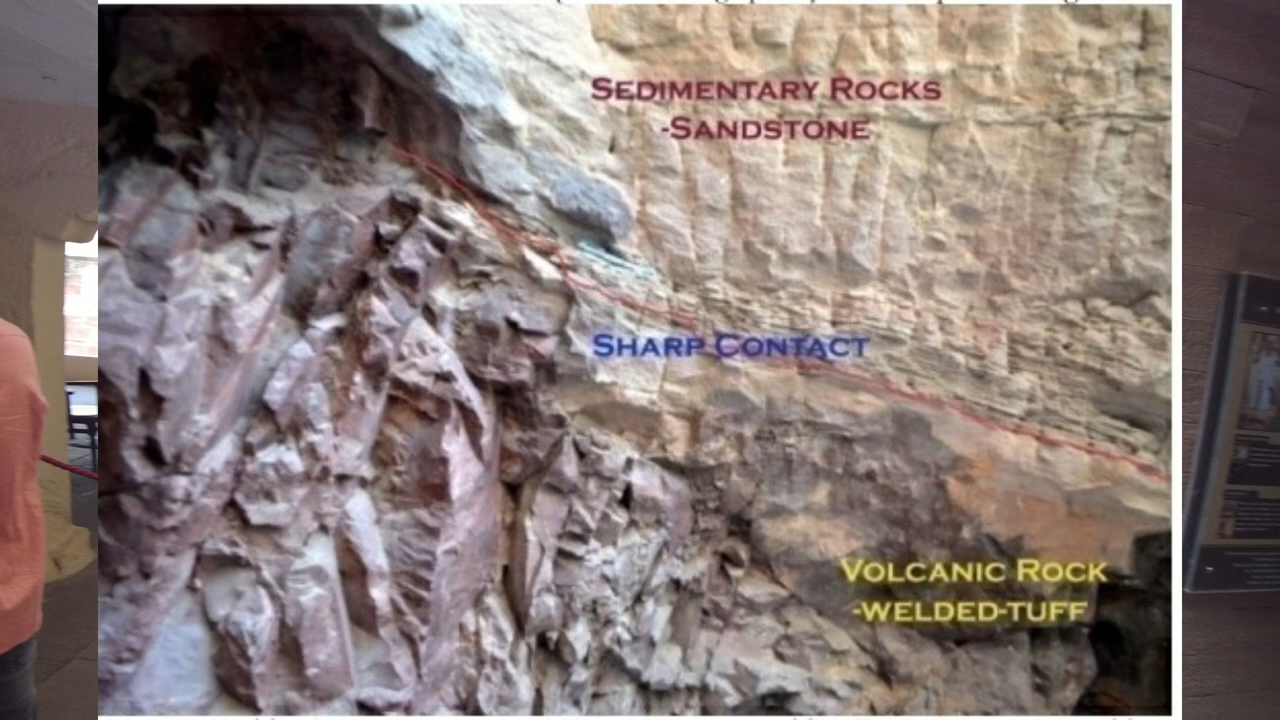 SEDIMENTARY ROCKS
-SANDSTONE
SHARP CONTACT
VOLCANIC ROCK
-WELDED-TUFF